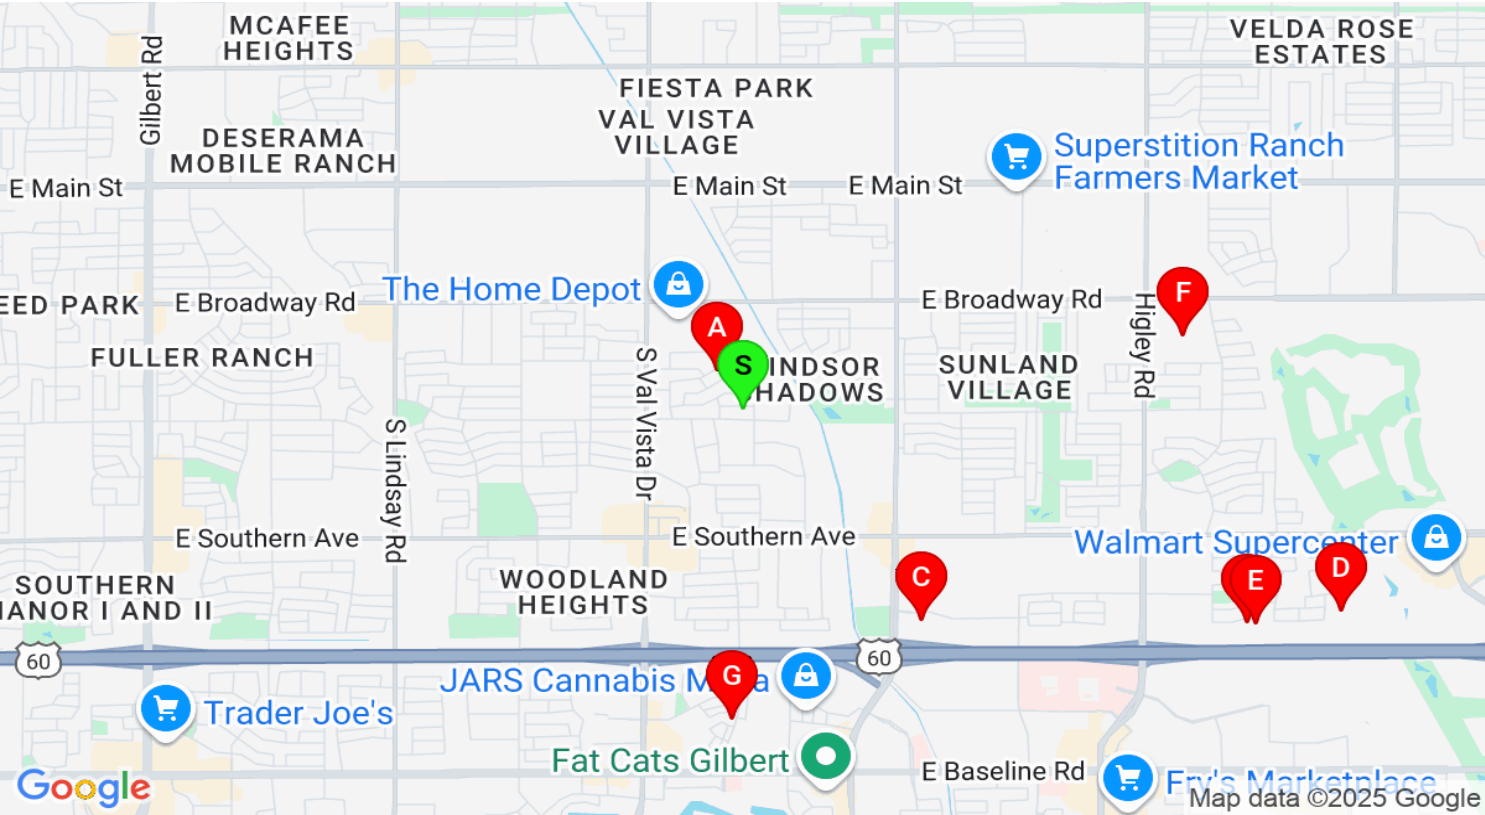 MCAFEE
HEIGHTS
VELDA ROSE
ESTATES
Gilbert Rd
FIESTA PARK
VAL VISTA
VILLAGE
DESERAMA
MOBILE RANCH
Superstition Ranch
Farmers Market
E Main St
E Main St
E Main St
The Home Depot
EED PARK
E Broadway Rd
E Broadway Rd
F
A
Higley Rd
FULLER RANCH
S Val Vista Dr
S
INDSOR
HADOWS
SUNLAND
VILLAGE
S Lindsay Rd
E Southern Ave
E Southern Ave
Walmart Supercenter
SOUTHERN
ANOR I AND II
WOODLAND
HEIGHTS
C
E
D
60
60
JARS Cannabis M a
G
Trader Joe's
Fat Cats Gilbert
E Baseline Rd
Fry's Marketplace
Google
Map data ©2025 Google